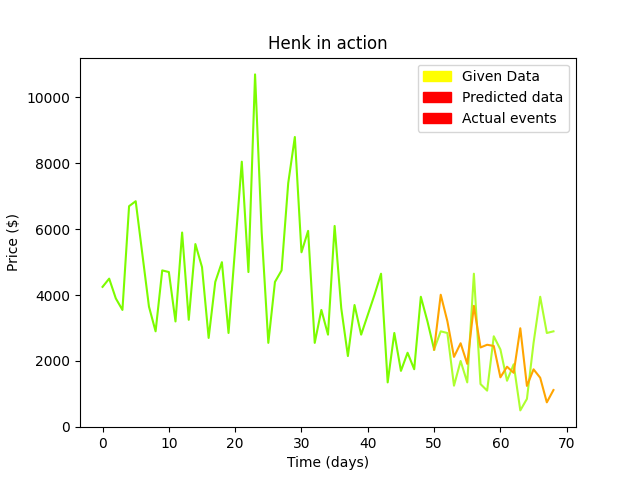 Henk in action
Given Data
Predicted data
Actual events
Price ($)
10000
8000
6000
4000
2000
0
0 10 20 30 40 50 60 70
Time (days)